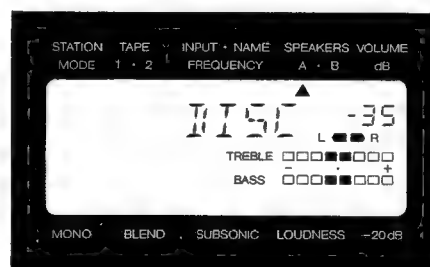 STATION TAPE INPUT · NAME SPEAKERS VOLUME
MODE 1 · 2 FREQUENCY A · B dB
DISC -35
L R
TREBLE
- · +
BASS
MONO BLEND SUBSONIC LOUDNESS -20dB